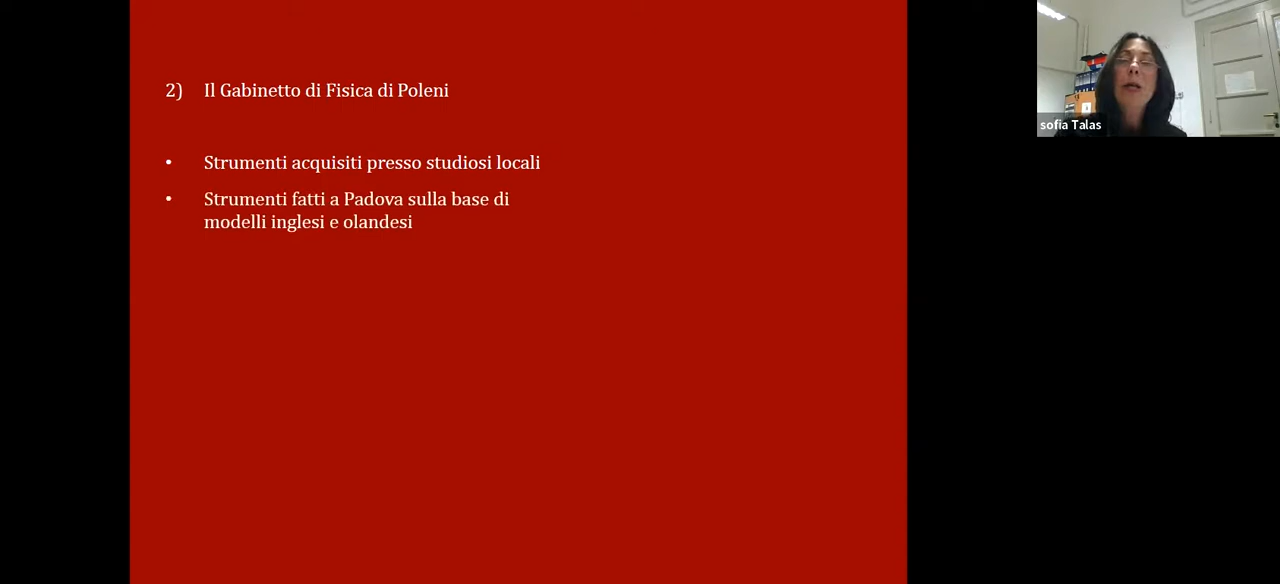 2) Il Gabinetto di Fisica di Poleni
• Strumenti acquisiti presso studiosi locali
• Strumenti fatti a Padova sulla base di
modelli inglesi e olandesi
sofia Talas